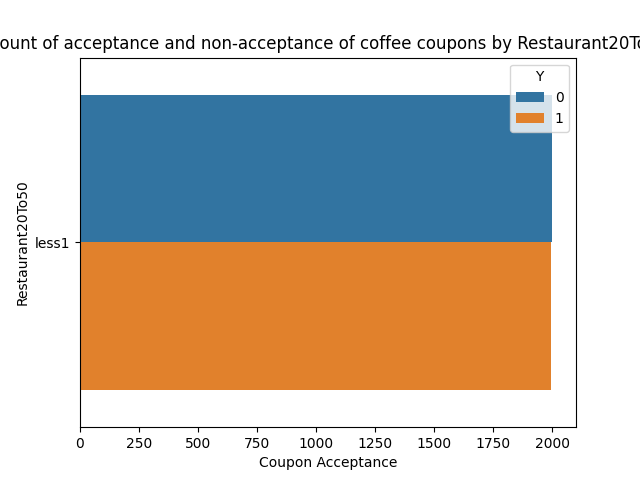 ount of acceptance and non-acceptance of coffee coupons by Restaurant20To
Y
0
1
Restaurant20To50
less1
0 250 500 750 1000 1250 1500 1750 2000
Coupon Acceptance